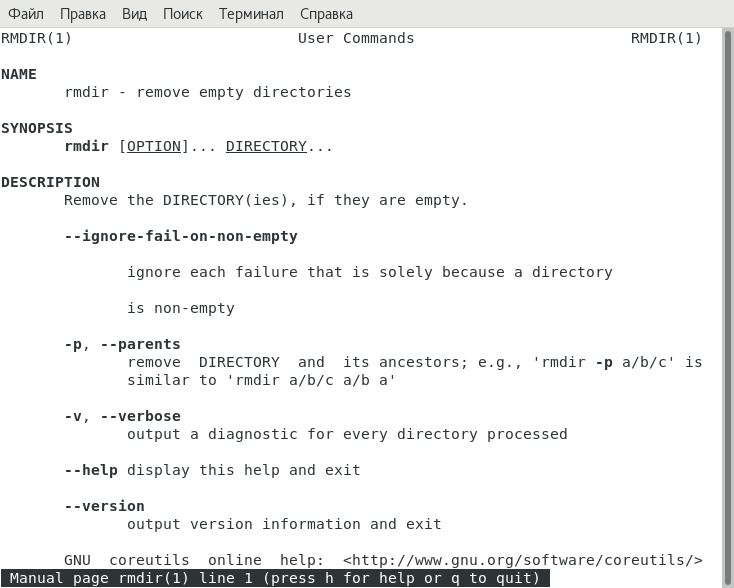 Файл Правка Вид Поиск Терминал Справка
RMDIR(1) User Commands RMDIR(1)
NAME
rmdir - remove empty directories
SYNOPSIS
rmdir [OPTION]... DIRECTORY...
DESCRIPTION
Remove the DIRECTORY(ies), if they are empty.
--ignore-fail-on-non-empty
ignore each failure that is solely because a directory
is non-empty
-p, --parents
remove DIRECTORY and its ancestors; e.g., 'rmdir -p a/b/c' is
similar to 'rmdir a/b/c a/b a'
-v, --verbose
output a diagnostic for every directory processed
--help display this help and exit
--version
output version information and exit
GNU coreutils online help: <http://www.gnu.org/software/coreutils/>
Manual page rmdir(1) line 1 (press h for help or q to quit)